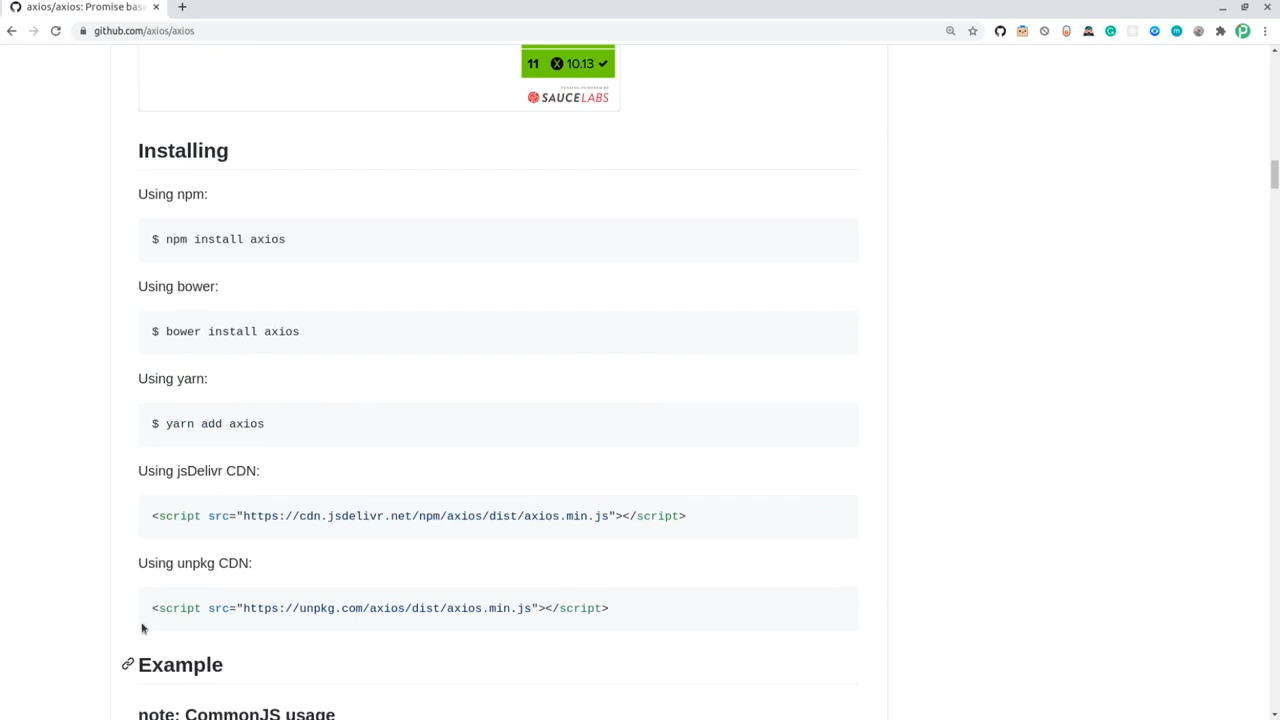 axios/axios: Promise base
github.com/axios/axios
11 X 10.13 ✔
TESTING POWERED BY
SAUCELABS
Installing
Using npm:
$ npm install axios
Using bower:
$ bower install axios
Using yarn:
$ yarn add axios
Using jsDelivr CDN:
<script src="https://cdn.jsdelivr.net/npm/axios/dist/axios.min.js"></script>
Using unpkg CDN:
<script src="https://unpkg.com/axios/dist/axios.min.js"></script>
Example
note: CommonJS usage